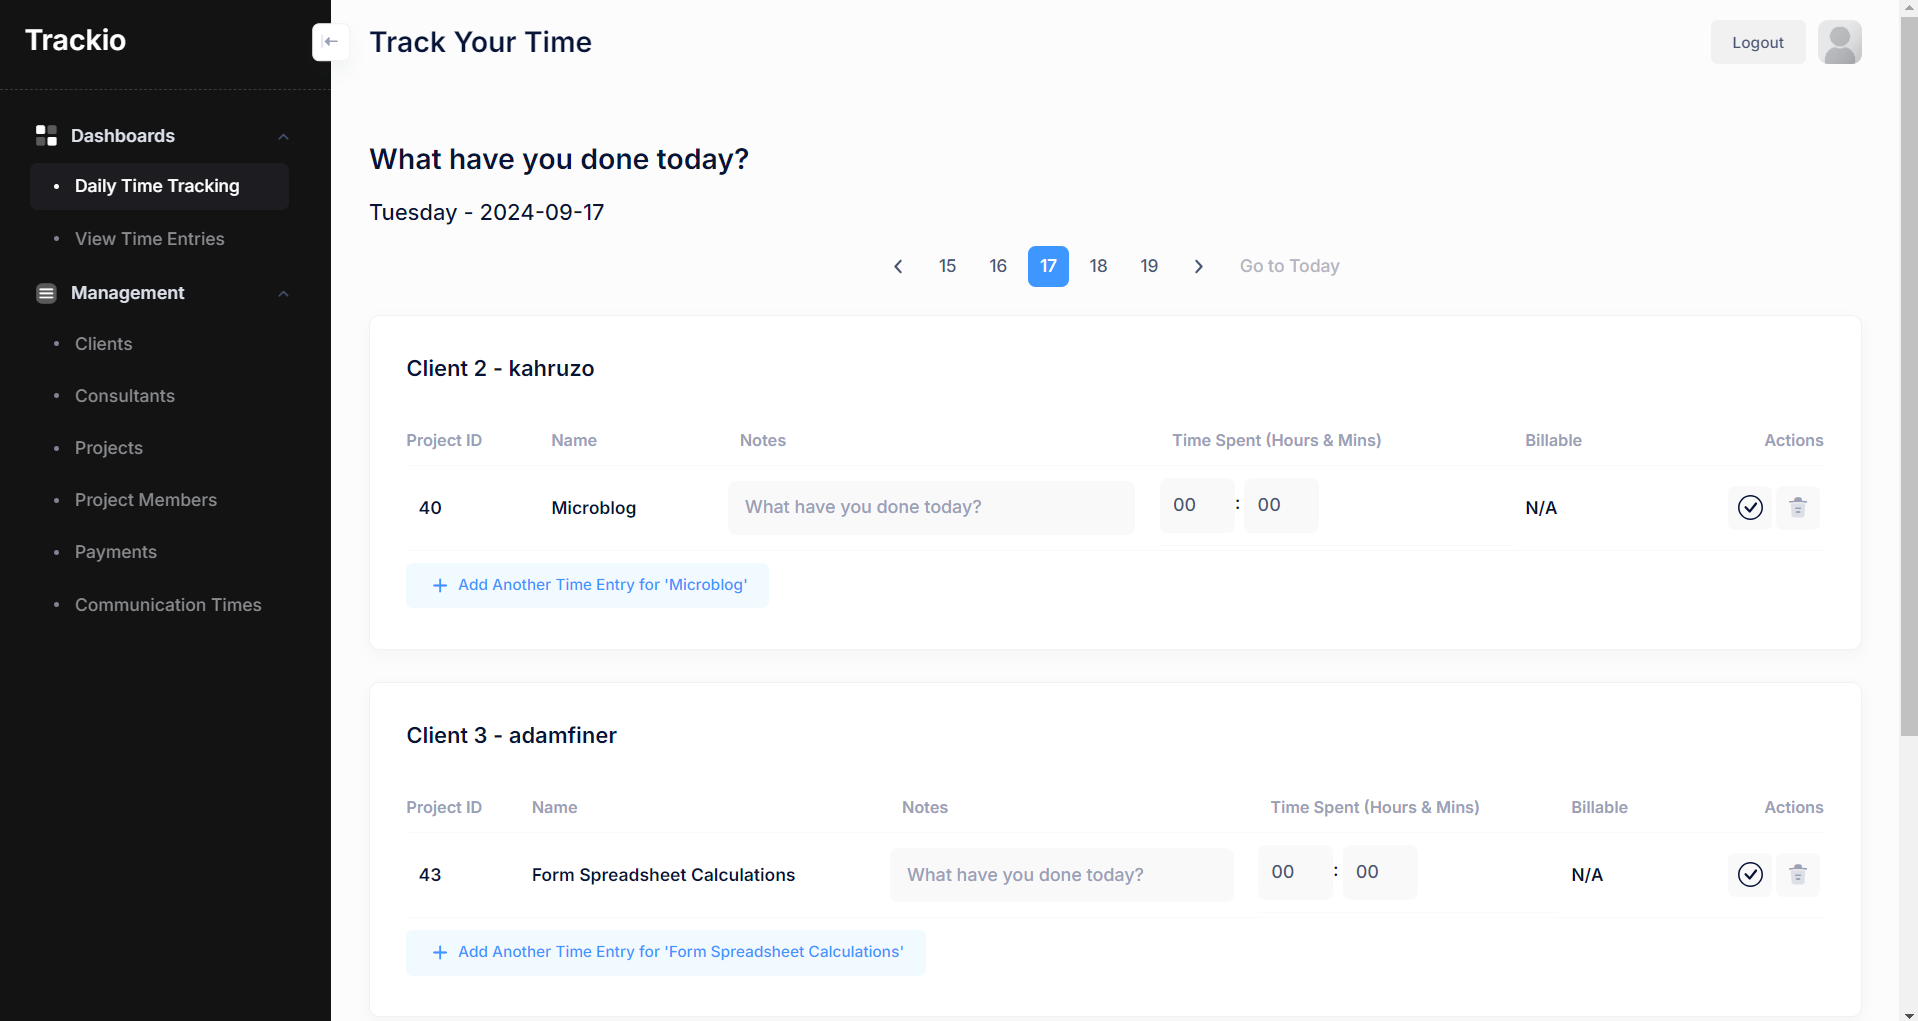 Trackio
Track Your Time
Logout
Dashboards
Daily Time Tracking
View Time Entries
Management
Clients
Consultants
Projects
Project Members
Payments
Communication Times
What have you done today?
Tuesday - 2024-09-17
15 16 17 18 19 Go to Today
Client 2 - kahruzo
Project ID Name Notes Time Spent (Hours & Mins) Billable Actions
40 Microblog What have you done today? 00 : 00 N/A
+ Add Another Time Entry for 'Microblog'
Client 3 - adamfiner
Project ID Name Notes Time Spent (Hours & Mins) Billable Actions
43 Form Spreadsheet Calculations What have you done today? 00 : 00 N/A
+ Add Another Time Entry for 'Form Spreadsheet Calculations'